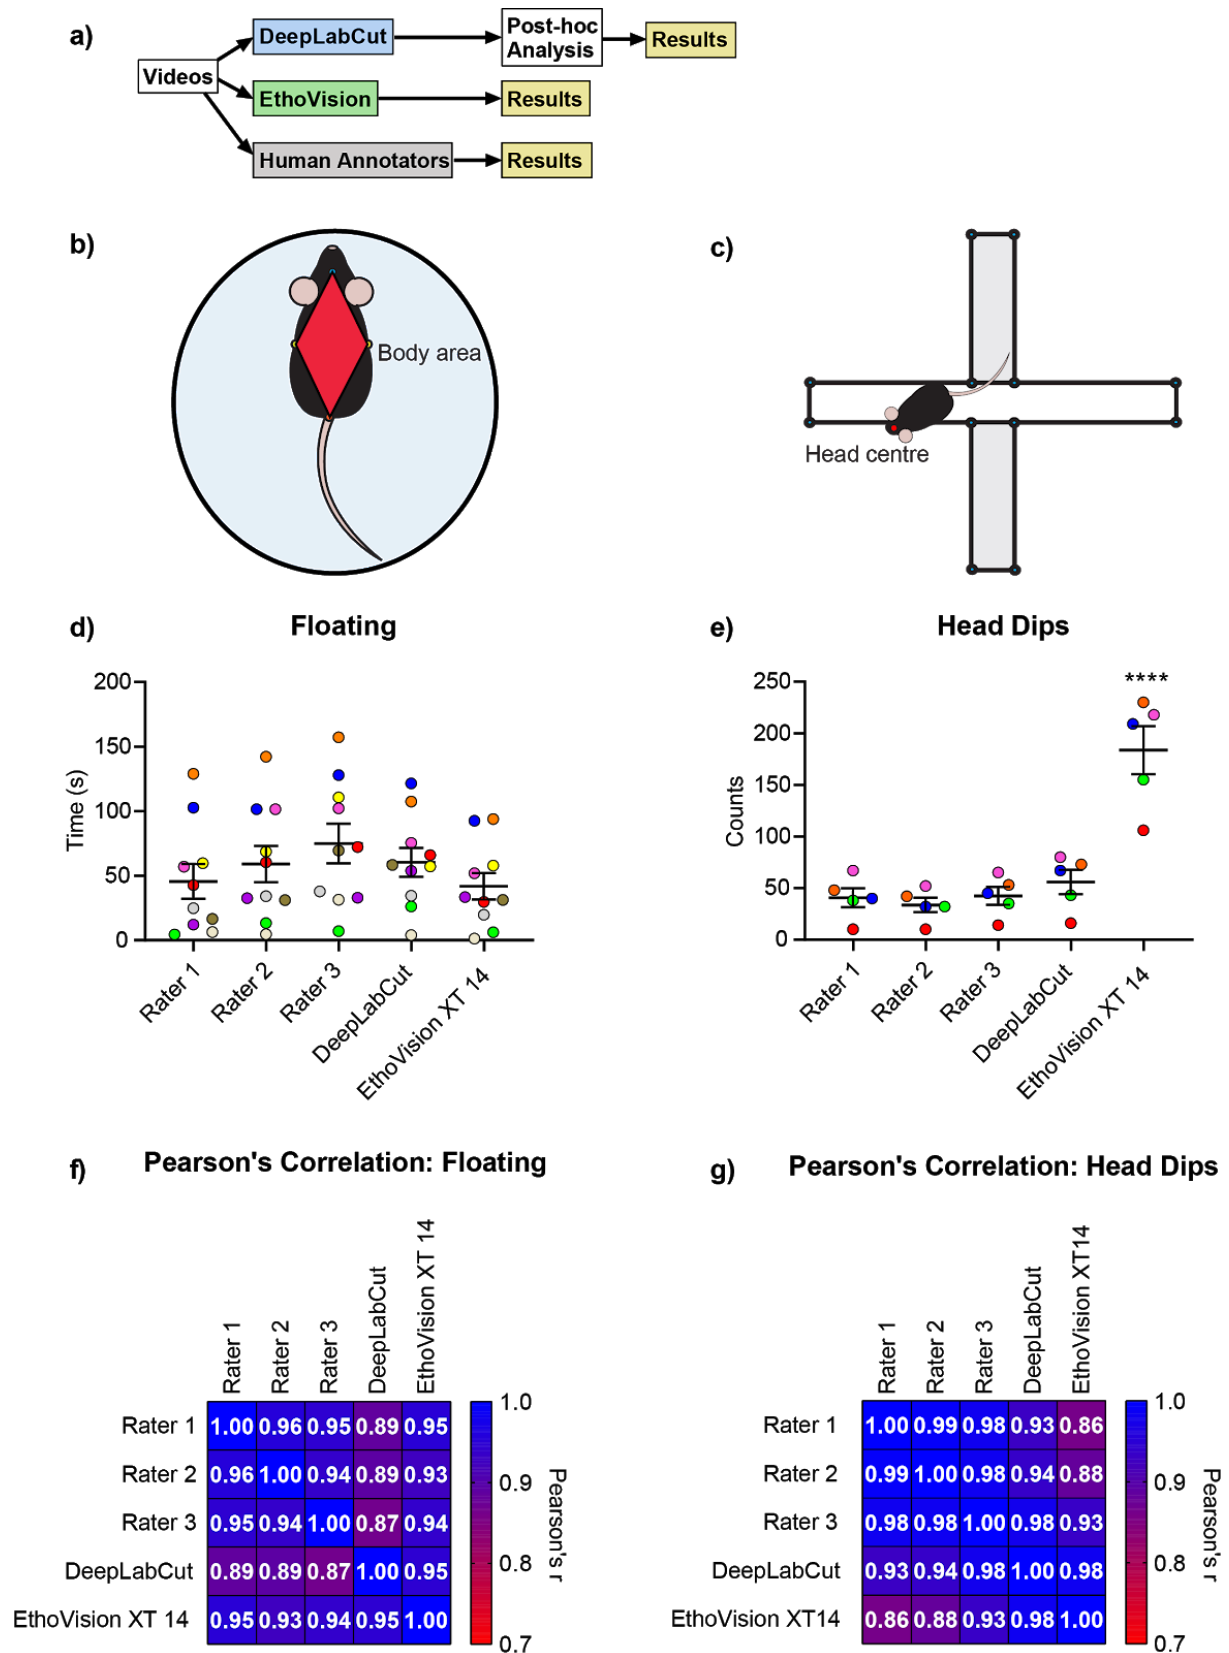 a)
Videos
DeepLabCut
Post-hoc
Analysis
Results
EthoVision
Results
Human Annotators
Results
b)
Body area
c)
Head centre
d)
Floating
Time (s)
200
150
100
50
0
Rater 1
Rater 2
Rater 3
DeepLabCut
EthoVision XT 14
e)
Head Dips
Counts
250
200
150
100
50
0
****
Rater 1
Rater 2
Rater 3
DeepLabCut
EthoVision XT 14
f)
Pearson's Correlation: Floating
Rater 1
Rater 2
Rater 3
DeepLabCut
EthoVision XT 14
Rater 1 1.00 0.96 0.95 0.89 0.95
Rater 2 0.96 1.00 0.94 0.89 0.93
Rater 3 0.95 0.94 1.00 0.87 0.94
DeepLabCut 0.89 0.89 0.87 1.00 0.95
EthoVision XT 14 0.95 0.93 0.94 0.95 1.00
1.0
0.9
0.8
0.7
Pearson's r
g)
Pearson's Correlation: Head Dips
Rater 1
Rater 2
Rater 3
DeepLabCut
EthoVision XT14
Rater 1 1.00 0.99 0.98 0.93 0.86
Rater 2 0.99 1.00 0.98 0.94 0.88
Rater 3 0.98 0.98 1.00 0.98 0.93
DeepLabCut 0.93 0.94 0.98 1.00 0.98
EthoVision XT14 0.86 0.88 0.93 0.98 1.00
1.0
0.9
0.8
0.7
Pearson's r